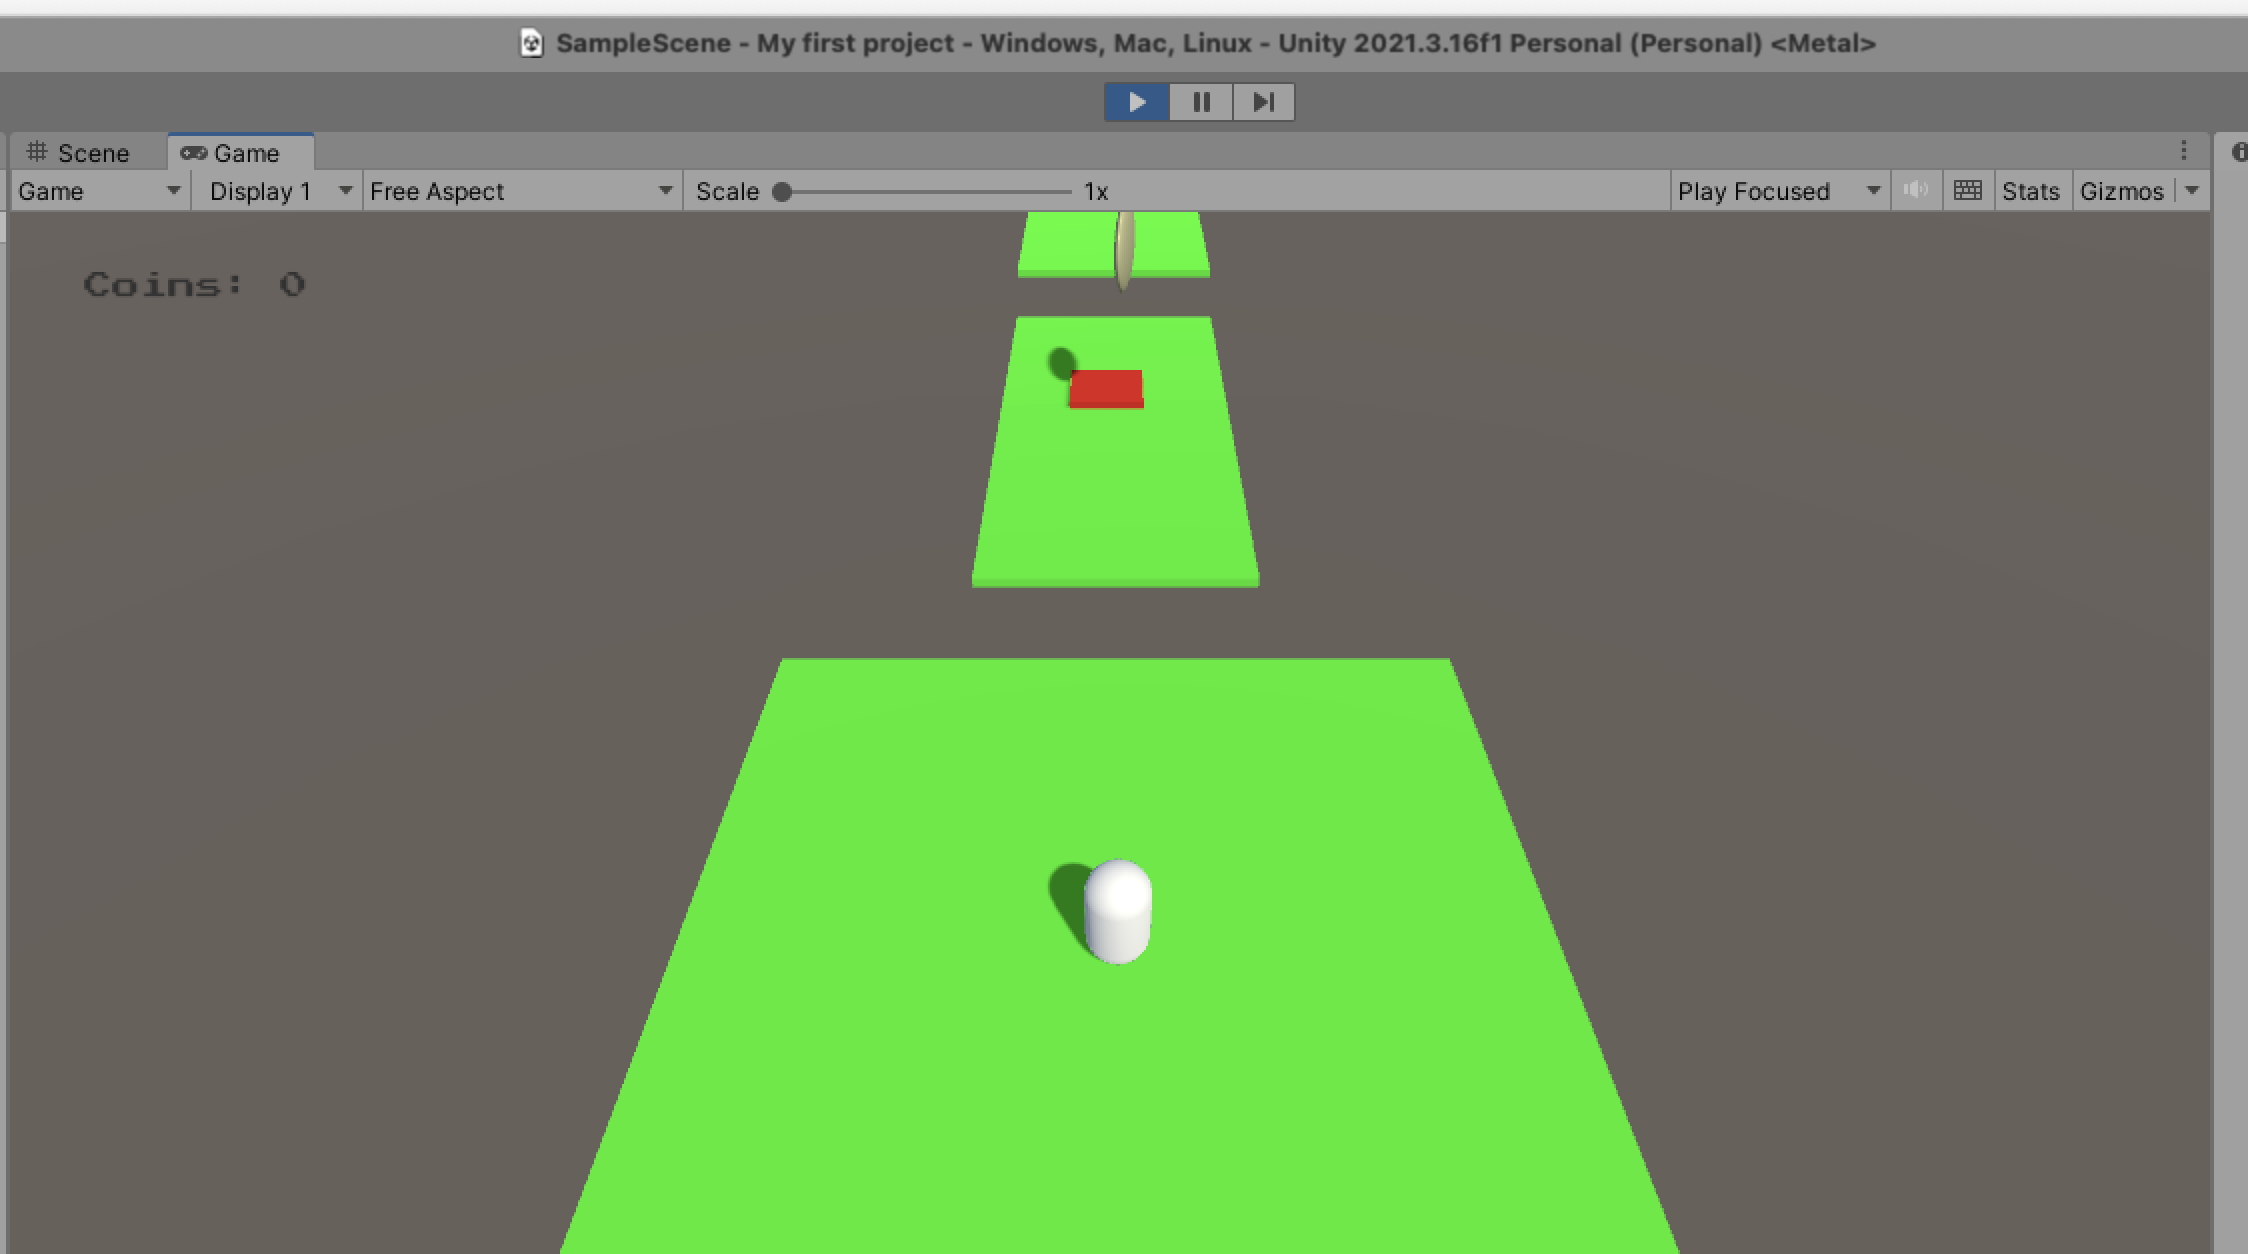 SampleScene - My first project - Windows, Mac, Linux - Unity 2021.3.16f1 Personal (Personal) <Metal>
Scene Game
Game Display 1 Free Aspect Scale 1x Play Focused Stats Gizmos
Coins: 0